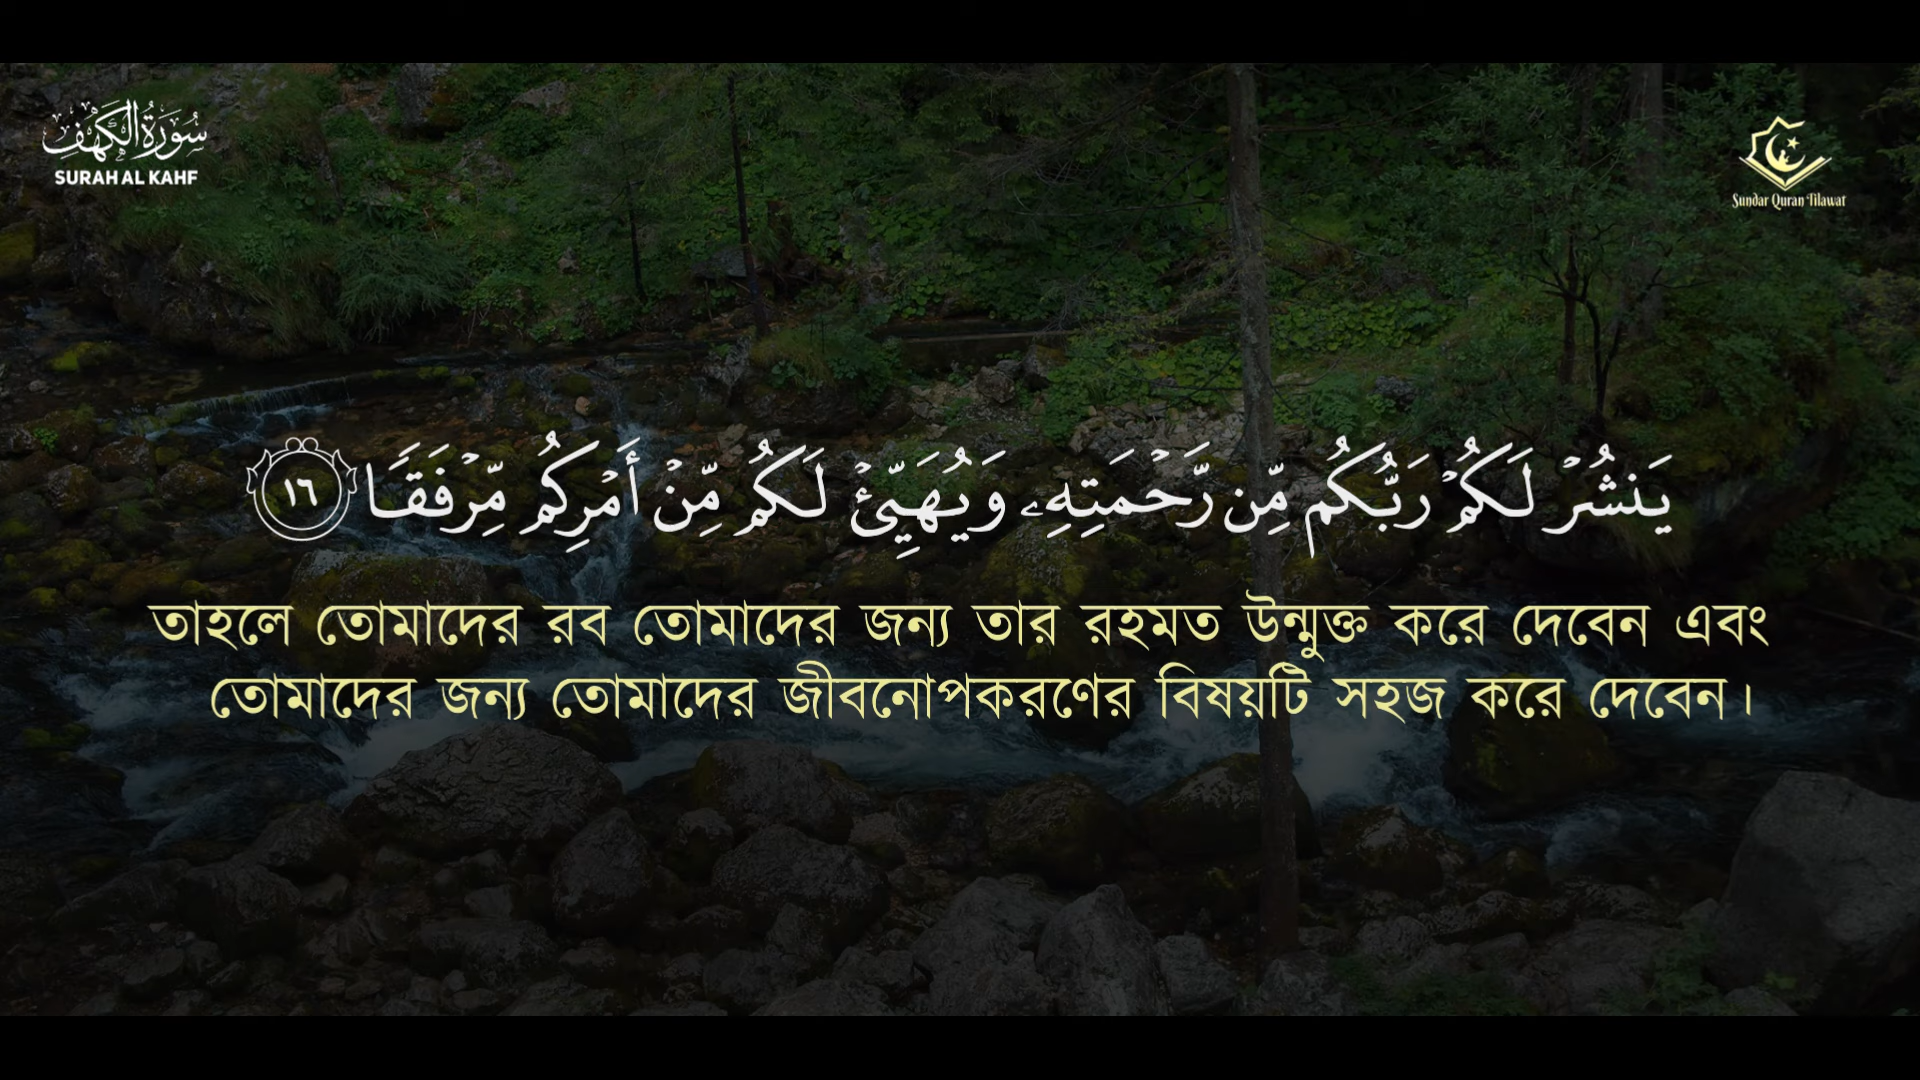 سُورَةُ الْكَهْفِ
SURAH AL KAHF
Sundar Quran Tilawat
يَنشُرْ لَكُمْ رَبُّكُم مِّن رَّحْمَتِهِۦ وَيُهَيِّئْ لَكُم مِّنْ أَمْرِكُم مِّرْفَقًا ١٦
তাহলে তোমাদের রব তোমাদের জন্য তার রহমত উন্মুক্ত করে দেবেন এবং
তোমাদের জন্য তোমাদের জীবনোপকরণের বিষয়টি সহজ করে দেবেন।